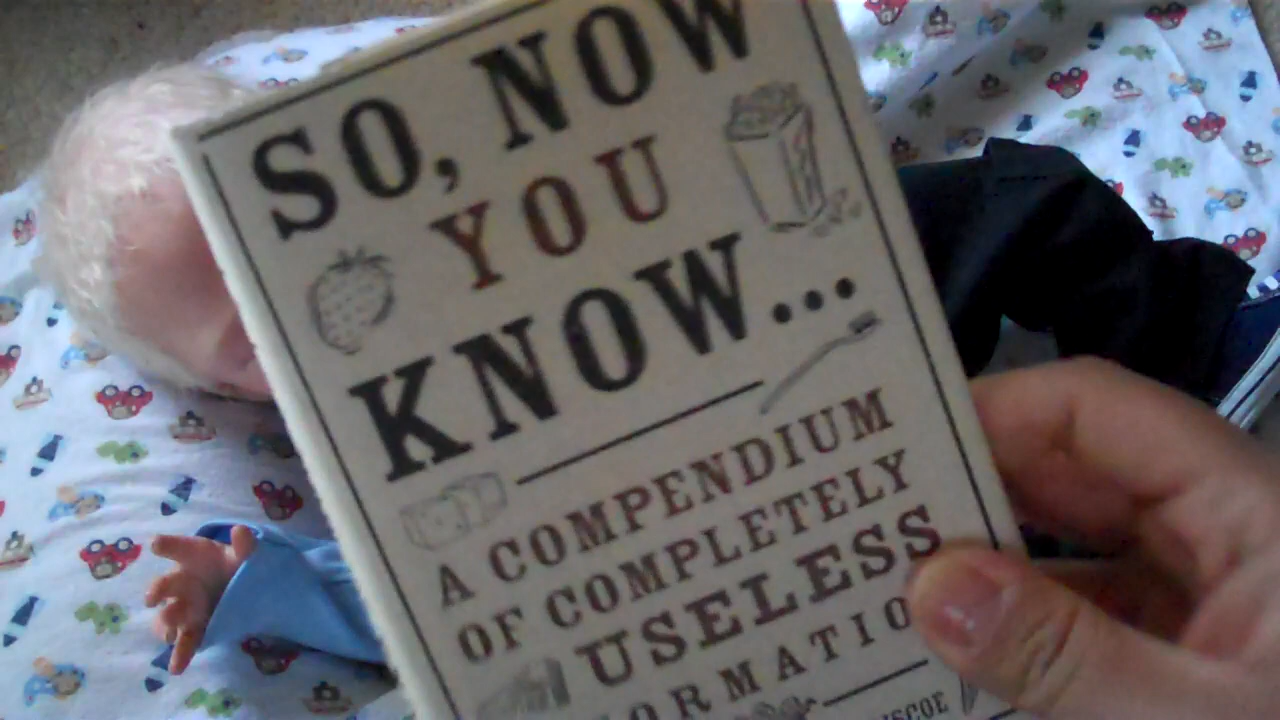 SO, NOW
YOU
KNOW...
A COMPENDIUM
OF COMPLETELY
USELESS